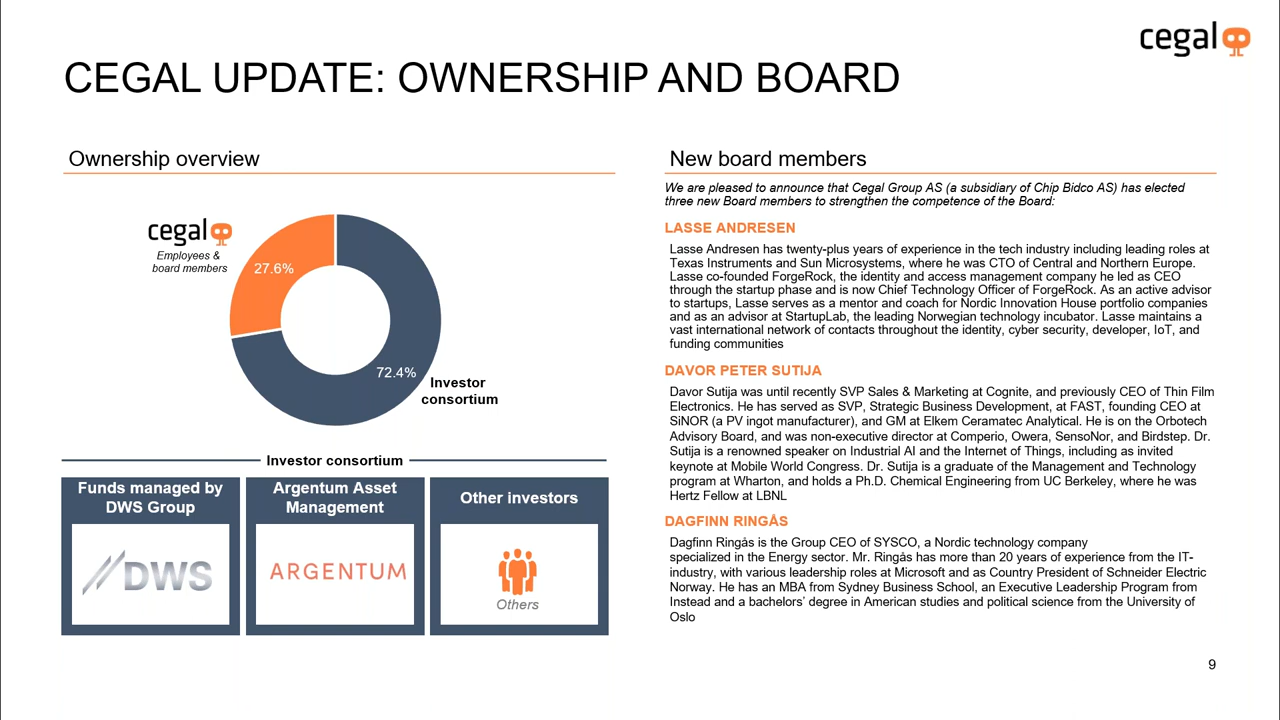 cegal
CEGAL UPDATE: OWNERSHIP AND BOARD
Ownership overview
cegal
Employees &
board members
27.6%
72.4%
Investor
consortium
Investor consortium
Funds managed by
DWS Group
DWS
Argentum Asset
Management
ARGENTUM
Other investors
Others
New board members
We are pleased to announce that Cegal Group AS (a subsidiary of Chip Bidco AS) has elected
three new Board members to strengthen the competence of the Board:
LASSE ANDRESEN
Lasse Andresen has twenty-plus years of experience in the tech industry including leading roles at
Texas Instruments and Sun Microsystems, where he was CTO of Central and Northern Europe.
Lasse co-founded ForgeRock, the identity and access management company he led as CEO
through the startup phase and is now Chief Technology Officer of ForgeRock. As an active advisor
to startups, Lasse serves as a mentor and coach for Nordic Innovation House portfolio companies
and as an advisor at StartupLab, the leading Norwegian technology incubator. Lasse maintains a
vast international network of contacts throughout the identity, cyber security, developer, IoT, and
funding communities
DAVOR PETER SUTIJA
Davor Sutija was until recently SVP Sales & Marketing at Cognite, and previously CEO of Thin Film
Electronics. He has served as SVP, Strategic Business Development, at FAST, founding CEO at
SiNOR (a PV ingot manufacturer), and GM at Elkem Ceramatec Analytical. He is on the Orbotech
Advisory Board, and was non-executive director at Comperio, Owera, SensoNor, and Birdstep. Dr.
Sutija is a renowned speaker on Industrial AI and the Internet of Things, including as invited
keynote at Mobile World Congress. Dr. Sutija is a graduate of the Management and Technology
program at Wharton, and holds a Ph.D. Chemical Engineering from UC Berkeley, where he was
Hertz Fellow at LBNL
DAGFINN RINGÅS
Dagfinn Ringås is the Group CEO of SYSCO, a Nordic technology company
specialized in the Energy sector. Mr. Ringås has more than 20 years of experience from the IT-
industry, with various leadership roles at Microsoft and as Country President of Schneider Electric
Norway. He has an MBA from Sydney Business School, an Executive Leadership Program from
Instead and a bachelors' degree in American studies and political science from the University of
Oslo
9